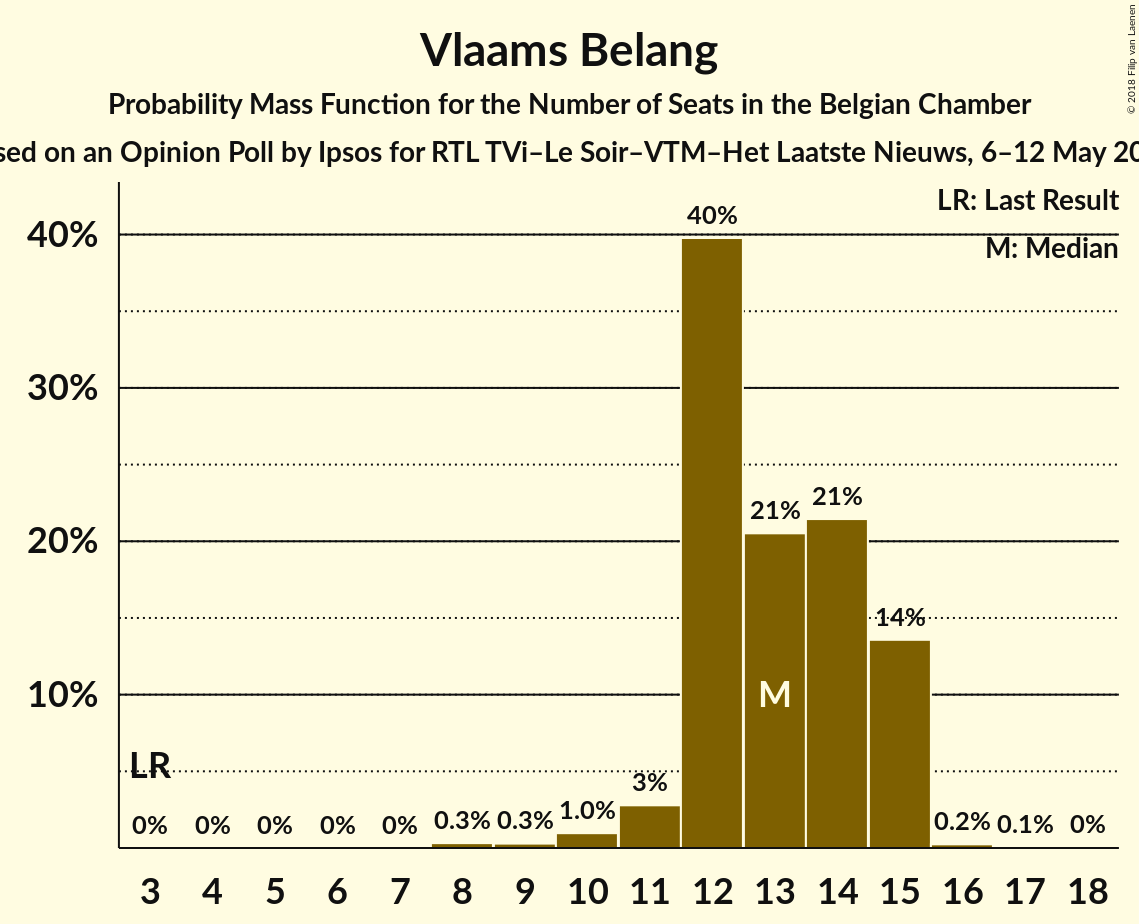 © 2018 Filip van Laenen
Vlaams Belang
Probability Mass Function for the Number of Seats in the Belgian Chamber
on an Opinion Poll by Ipsos for RTL TVi–Le Soir–VTM–Het Laatste Nieuws, 6–12 May
LR: Last Result
M: Median
40%
30%
20%
10%
40%
21%
21%
14%
M
LR
0% 0% 0% 0% 0% 0.3% 0.3% 1.0% 3% 0.2% 0.1% 0%
3 4 5 6 7 8 9 10 11 12 13 14 15 16 17 18